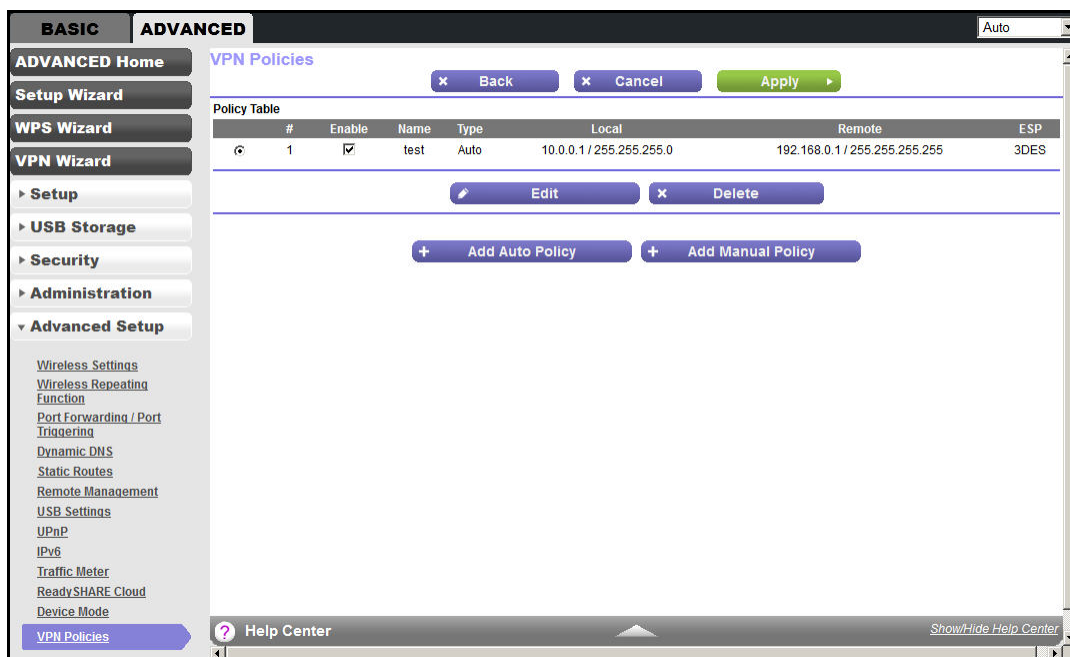 BASIC
ADVANCED
Auto
ADVANCED Home
Setup Wizard
WPS Wizard
VPN Wizard
Setup
USB Storage
Security
Administration
Advanced Setup
Wireless Settings
Wireless Repeating
Function
Port Forwarding / Port
Triggering
Dynamic DNS
Static Routes
Remote Management
USB Settings
UPnP
IPv6
Traffic Meter
ReadySHARE Cloud
Device Mode
VPN Policies
VPN Policies
Back Cancel Apply
Policy Table
# Enable Name Type Local Remote ESP
1 test Auto 10.0.0.1 / 255.255.255.0 192.168.0.1 / 255.255.255.255 3DES
Edit Delete
Add Auto Policy Add Manual Policy
Help Center Show/Hide Help Center